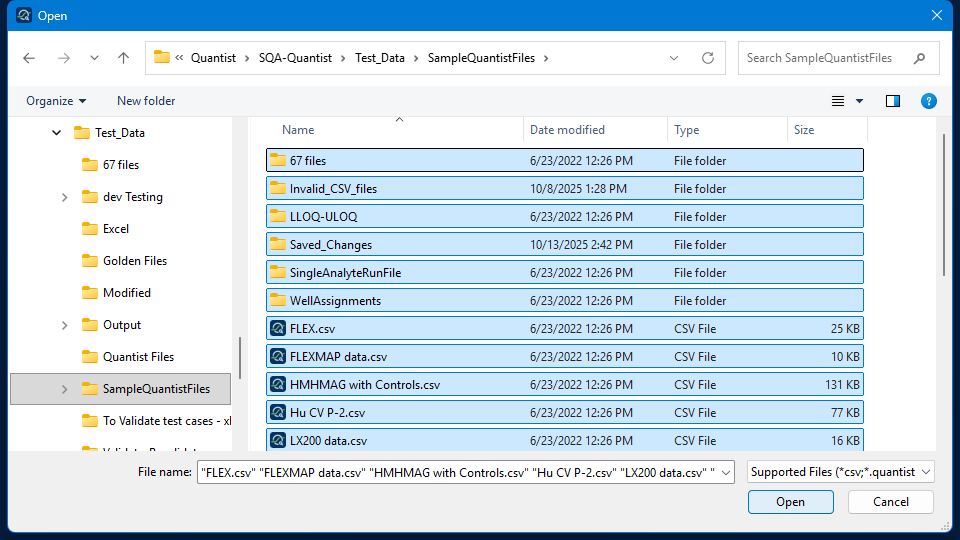 Open
« Quantist › SQA-Quantist › Test_Data › SampleQuantistFiles ›
Search SampleQuantistFiles
Organize
New folder
?
Test_Data
67 files
dev Testing
Excel
Golden Files
Modified
Output
Quantist Files
SampleQuantistFiles
To Validate test cases - xl
Name Date modified Type Size
67 files 6/23/2022 12:26 PM File folder
Invalid_CSV_files 10/8/2025 1:28 PM File folder
LLOQ-ULOQ 6/23/2022 12:26 PM File folder
Saved_Changes 10/13/2025 2:42 PM File folder
SingleAnalyteRunFile 6/23/2022 12:26 PM File folder
WellAssignments 6/23/2022 12:26 PM File folder
FLEX.csv 6/23/2022 12:26 PM CSV File 25 KB
FLEXMAP data.csv 6/23/2022 12:26 PM CSV File 10 KB
HMHMAG with Controls.csv 6/23/2022 12:26 PM CSV File 131 KB
Hu CV P-2.csv 6/23/2022 12:26 PM CSV File 77 KB
LX200 data.csv 6/23/2022 12:26 PM CSV File 16 KB
File name: "FLEX.csv" "FLEXMAP data.csv" "HMHMAG with Controls.csv" "Hu CV P-2.csv" "LX200 data.csv" "
Supported Files (*csv;*.quantist
Open
Cancel